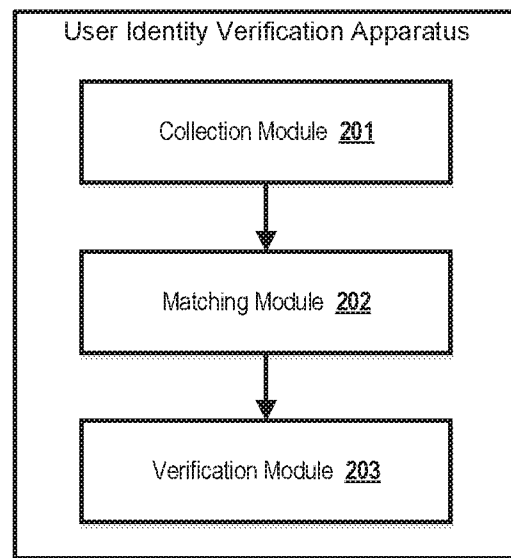 User Identity Verification Apparatus
Collection Module 201
Matching Module 202
Verification Module 203